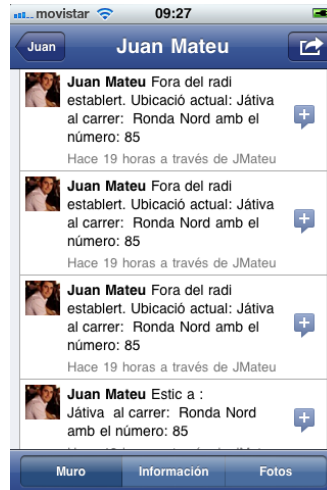 movistar 09:27
Juan Juan Mateu
Juan Mateu Fora del radi
establert. Ubicació actual: Játiva
al carrer: Ronda Nord amb el
número: 85
Hace 19 horas a través de JMateu
Juan Mateu Fora del radi
establert. Ubicació actual: Játiva
al carrer: Ronda Nord amb el
número: 85
Hace 19 horas a través de JMateu
Juan Mateu Fora del radi
establert. Ubicació actual: Játiva
al carrer: Ronda Nord amb el
número: 85
Hace 19 horas a través de JMateu
Juan Mateu Estic a :
Játiva al carrer: Ronda Nord
amb el número: 85
Muro Información Fotos